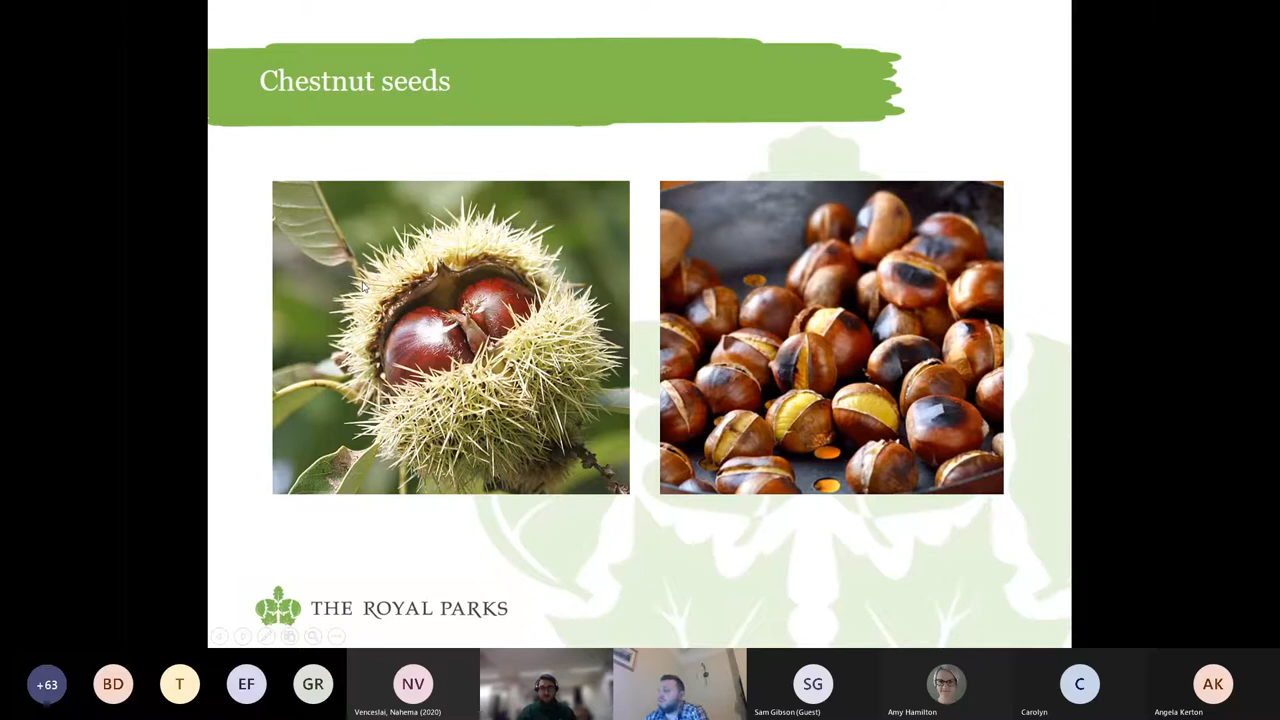 Chestnut seeds
THE ROYAL PARKS
+63
BD
T
EF
GR
NV
SG
C
AK
Venceslai, Nahema (2020)
Sam Gibson (Guest)
Amy Hamilton
Carolyn
Angela Kerton